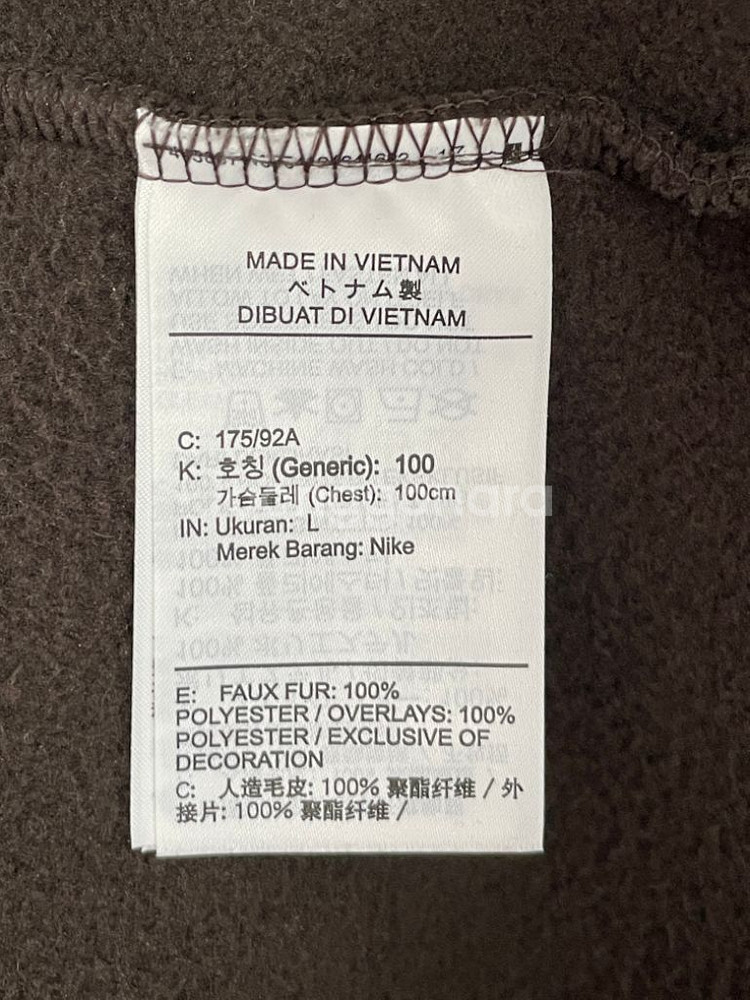 MADE IN VIETNAM
ベトナム製
DIBUAT DI VIETNAM
C: 175/92A
K: 호칭 (Generic): 100
가슴둘레 (Chest): 100cm
IN: Ukuran: L
Merek Barang: Nike
E: FAUX FUR: 100%
POLYESTER / OVERLAYS: 100%
POLYESTER / EXCLUSIVE OF
DECORATION
C: 人造毛皮: 100% 聚酯纤维 / 外
接片: 100% 聚酯纤维 /